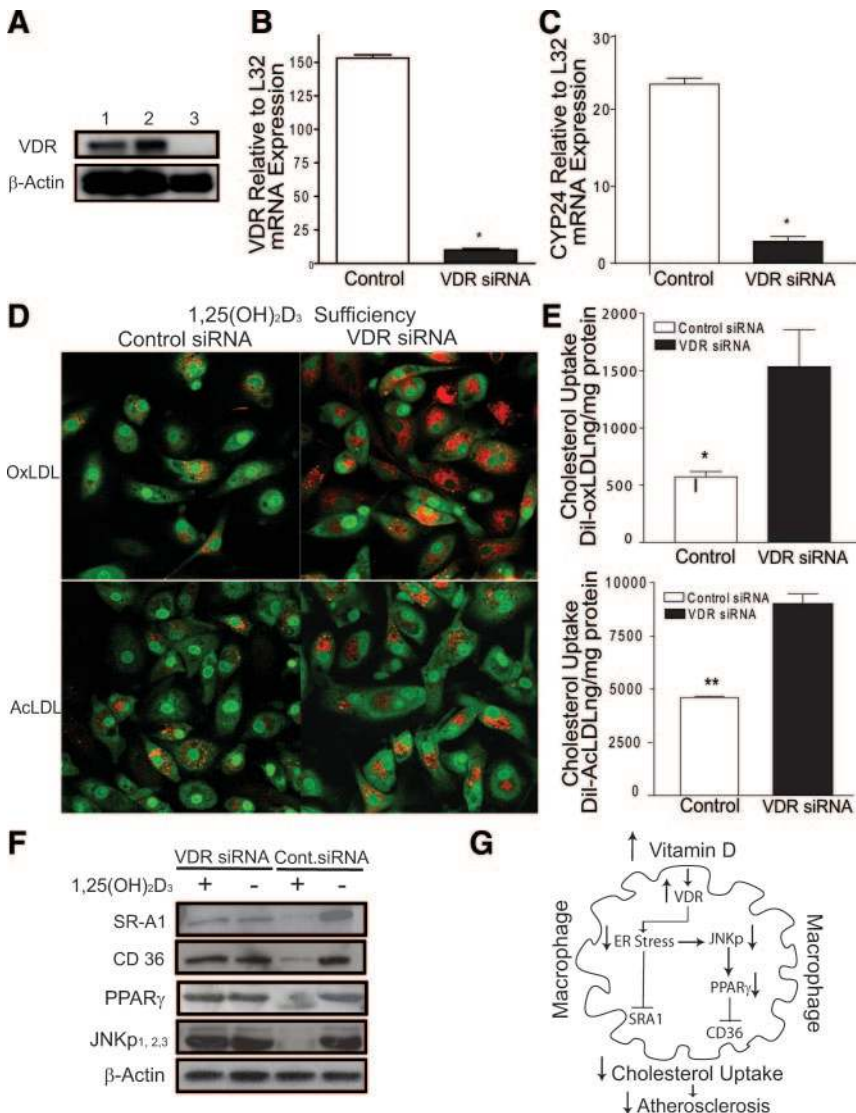 A
1 2 3
VDR
β-Actin
B
VDR Relative to L32
mRNA Expression
150
125
100
75
50
25
0
*
Control
VDR siRNA
C
CYP24 Relative to L32
mRNA Expression
30
20
10
0
*
Control
VDR siRNA
D
1,25(OH)₂D₃ Sufficiency
Control siRNA
VDR siRNA
OxLDL
AcLDL
E
Cholesterol Uptake
Dil-oxLDLng/mg protein
2000
1500
1000
500
0
Control siRNA
VDR siRNA
*
Control
VDR siRNA
Cholesterol Uptake
Dil-AcLDLng/mg protein
10000
7500
5000
2500
0
Control siRNA
VDR siRNA
**
Control
VDR siRNA
F
VDR siRNA Cont.siRNA
1,25(OH)₂D₃ + - + -
SR-A1
CD 36
PPARγ
JNKp1, 2,3
β-Actin
G
↑ Vitamin D
↑ VDR
Macrophage
Macrophage
↓ ER Stress → JNKp ↓
PPARγ ↓
SRA1
CD36
↓ Cholesterol Uptake
↓ Atherosclerosis